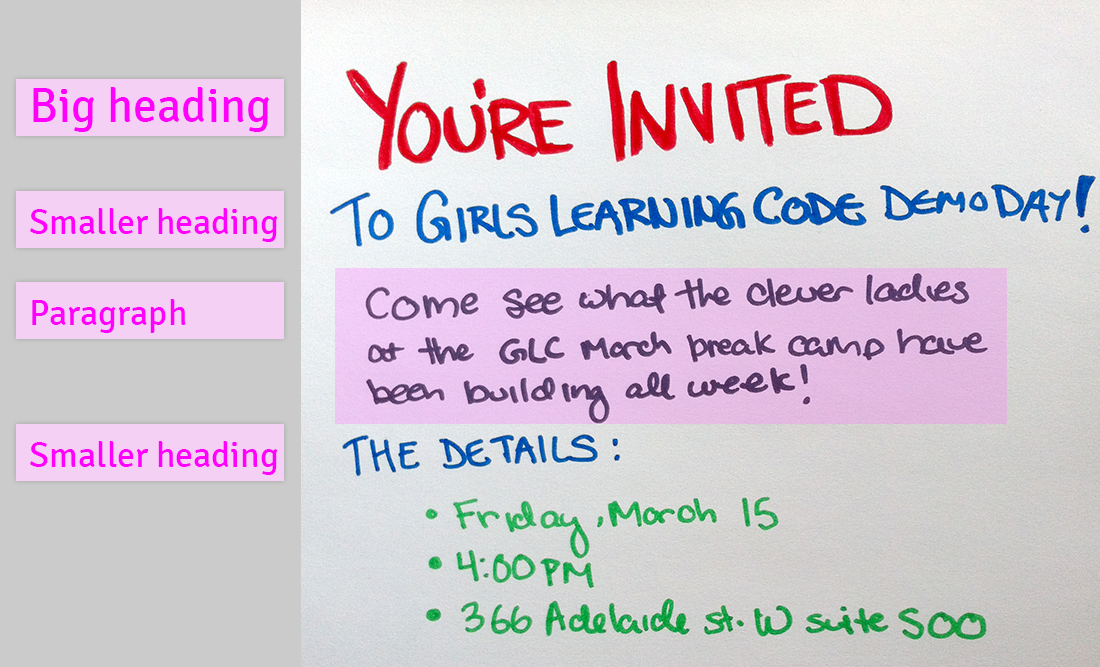 Big heading
YOU'RE INVITED
Smaller heading
TO GIRLS LEARNING CODE DEMO DAY!
Paragraph
Come see what the clever ladies
at the GLC March break camp have
been building all week!
Smaller heading
THE DETAILS:
• Friday, March 15
• 4:00 PM
• 366 Adelaide st. W suite 500